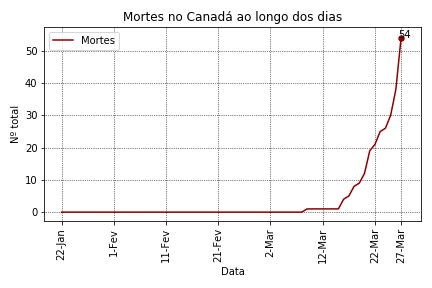 Mortes no Canadá ao longo dos dias
54
Mortes
50
40
30
20
10
0
Nº total
22-Jan
1-Fev
11-Fev
21-Fev
2-Mar
12-Mar
22-Mar
27-Mar
Data